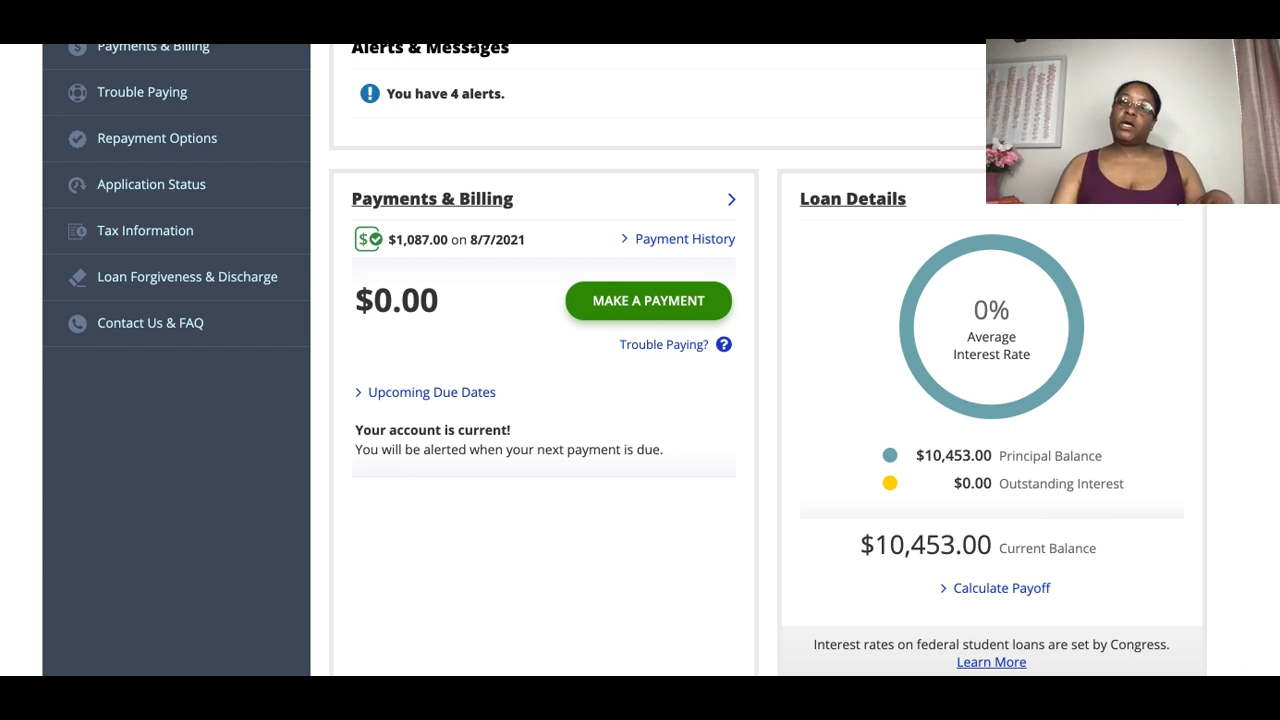 Payments & Billing
Trouble Paying
Repayment Options
Application Status
Tax Information
Loan Forgiveness & Discharge
Contact Us & FAQ
Alerts & Messages
You have 4 alerts.
Payments & Billing
$1,087.00 on 8/7/2021
Payment History
$0.00
MAKE A PAYMENT
Trouble Paying? ?
Upcoming Due Dates
Your account is current!
You will be alerted when your next payment is due.
Loan Details
0%
Average
Interest Rate
$10,453.00 Principal Balance
$0.00 Outstanding Interest
$10,453.00 Current Balance
Calculate Payoff
Interest rates on federal student loans are set by Congress.
Learn More